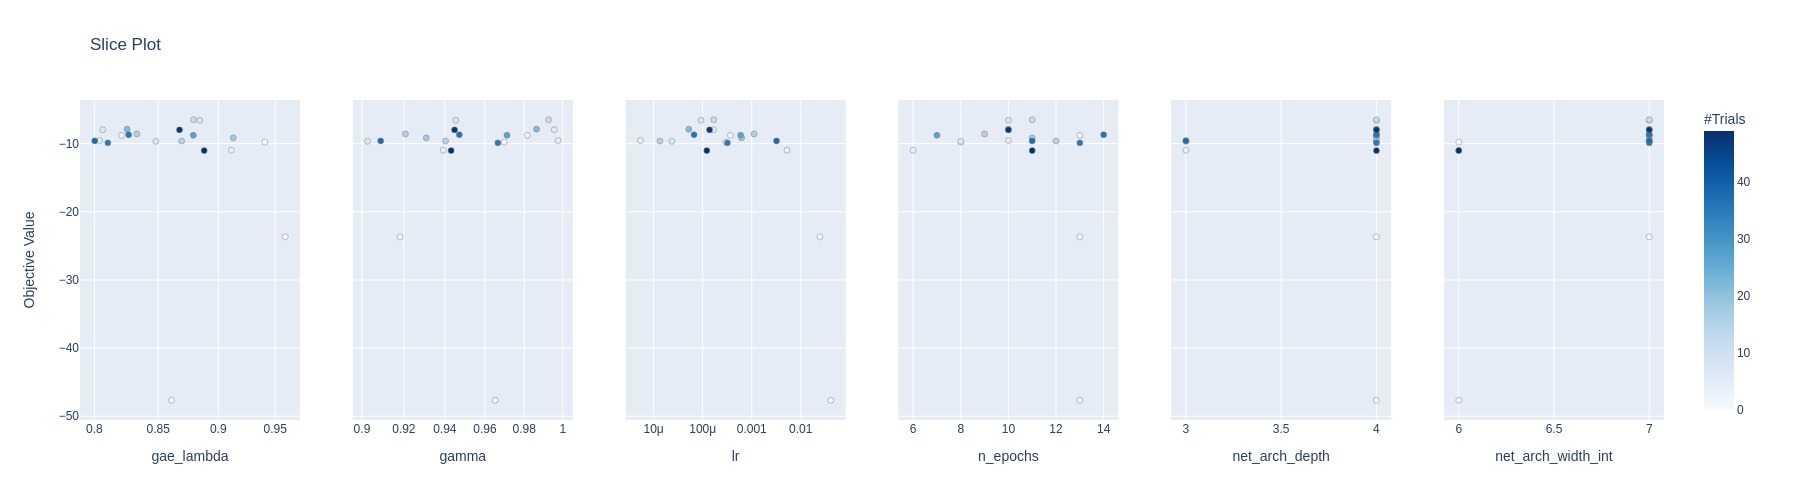 Slice Plot
Objective Value
−10
−20
−30
−40
−50
0.8 0.85 0.9 0.95
gae_lambda
0.9 0.92 0.94 0.96 0.98 1
gamma
10μ 100μ 0.001 0.01
lr
6 8 10 12 14
n_epochs
3 3.5 4
net_arch_depth
6 6.5 7
net_arch_width_int
#Trials
40
30
20
10
0